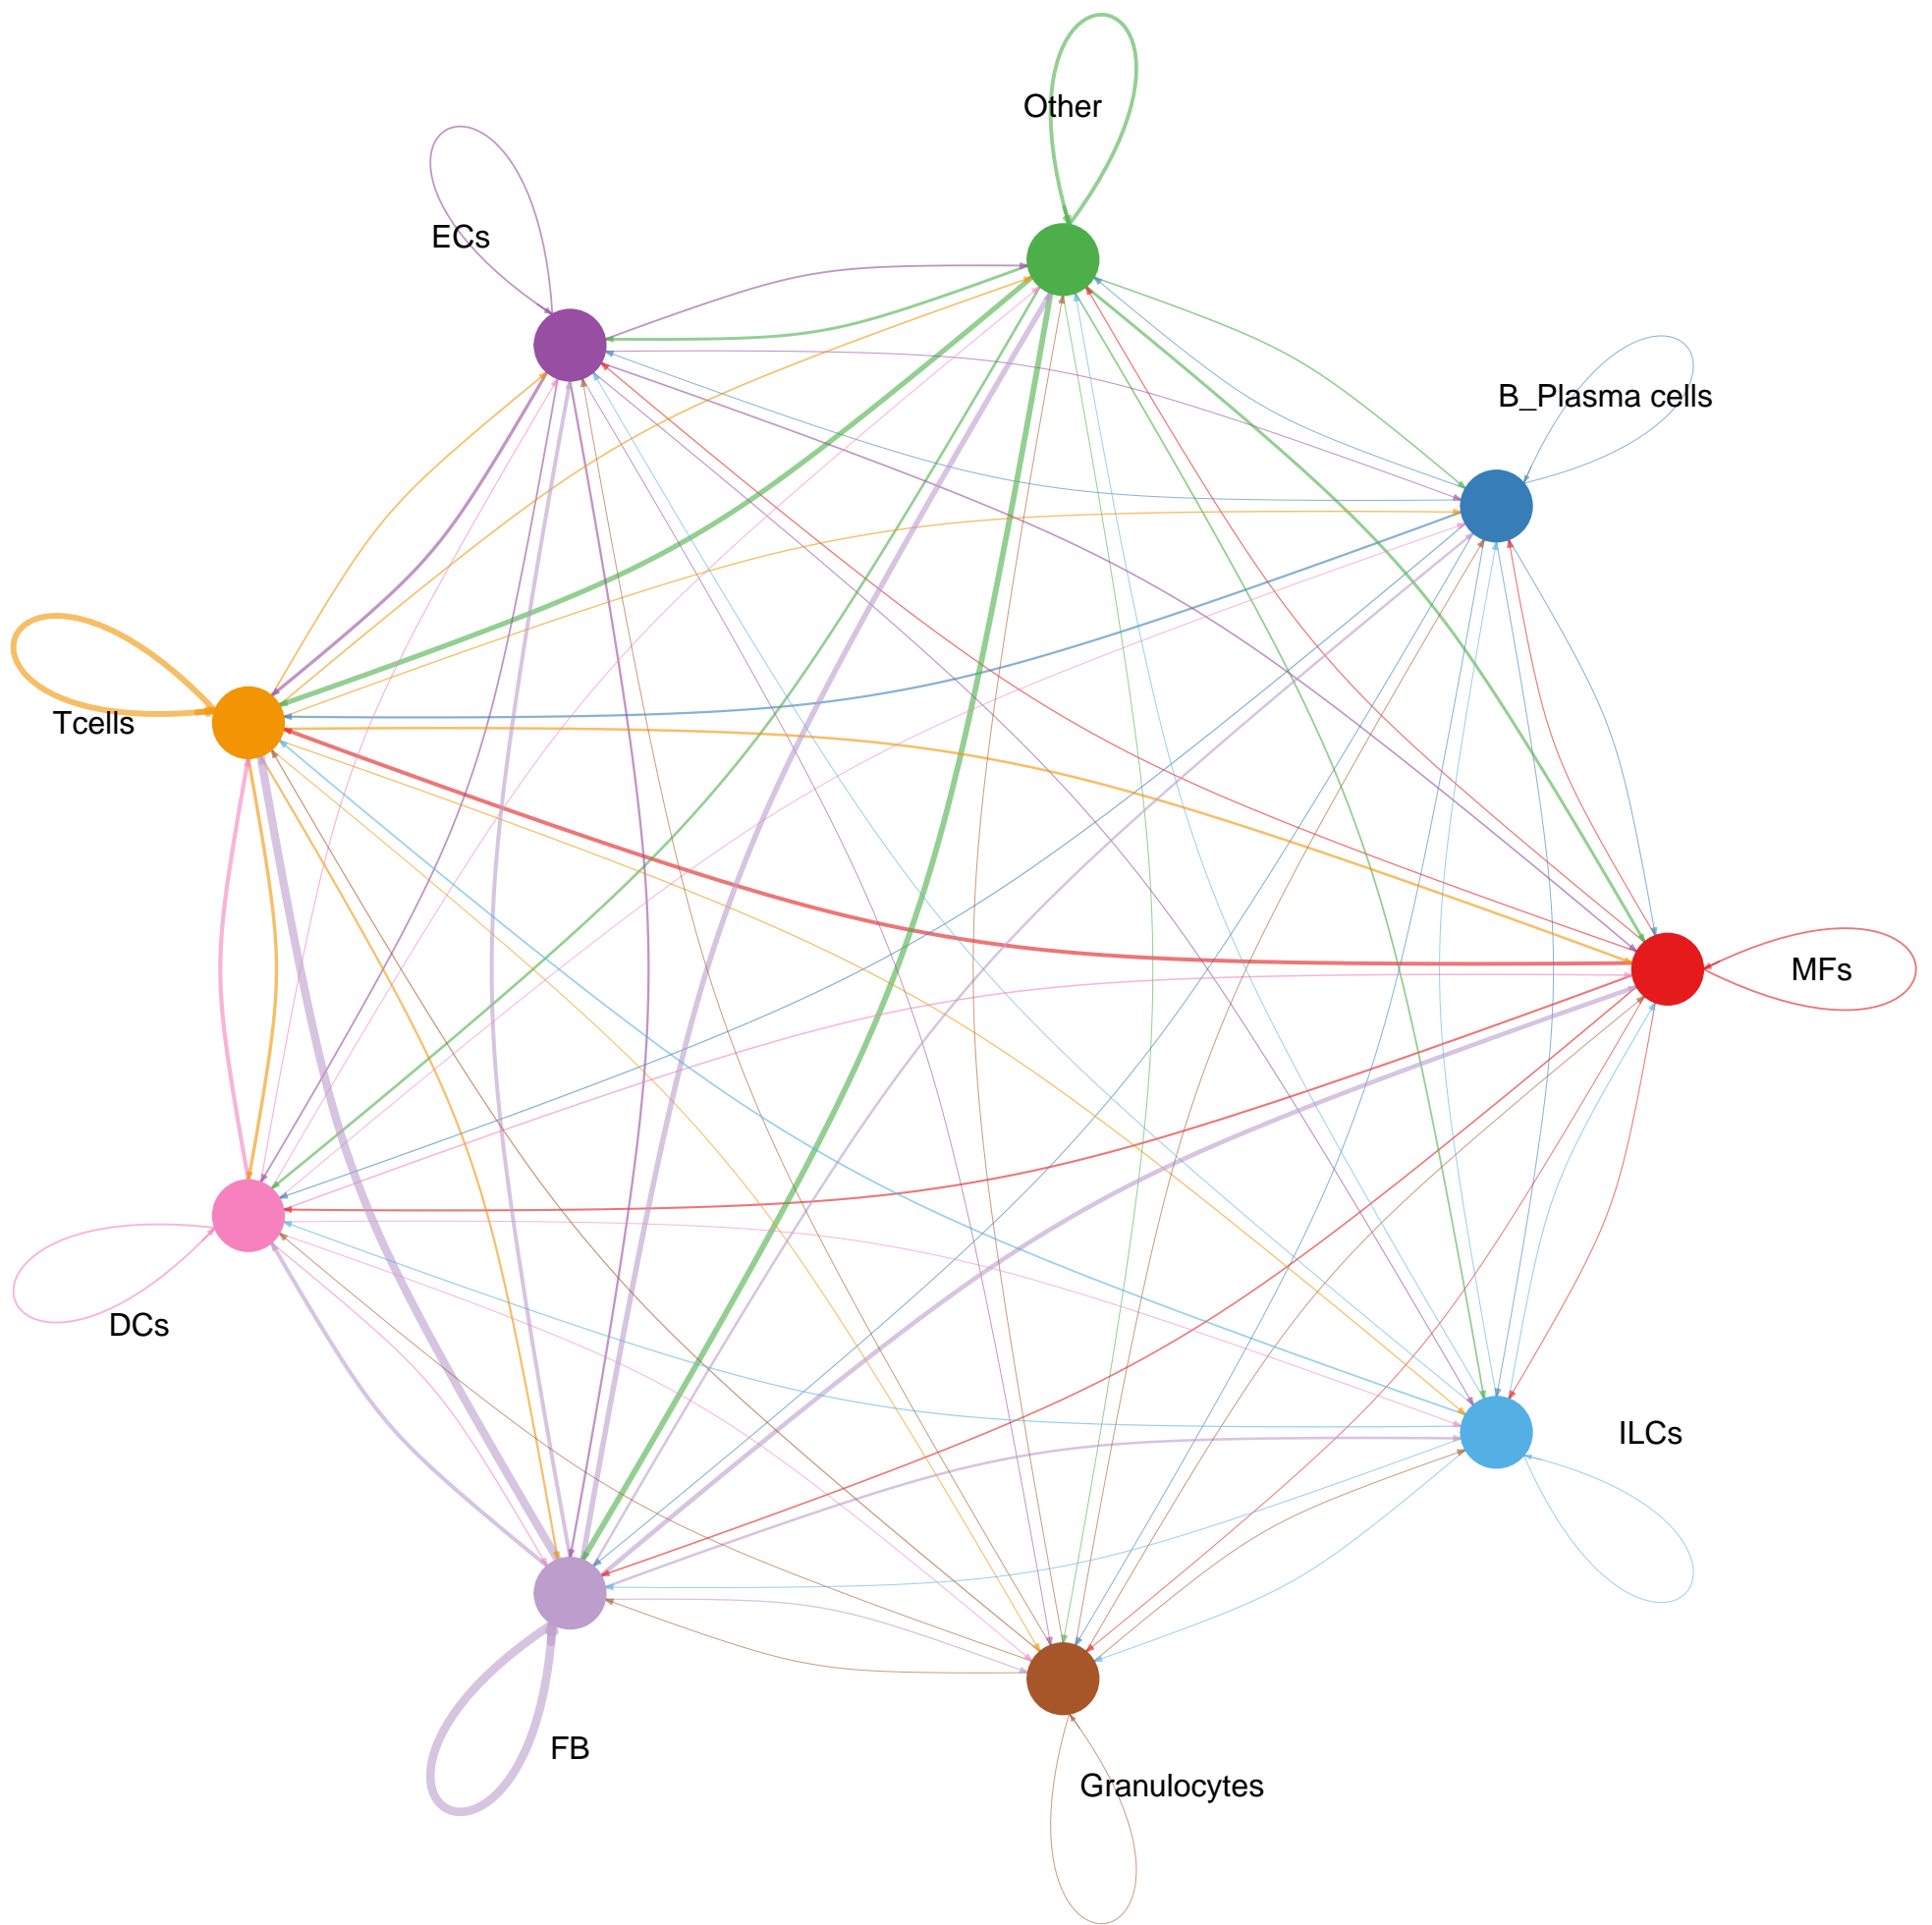 Other
ECs
B_Plasma cells
Tcells
MFs
DCs
ILCs
FB
Granulocytes